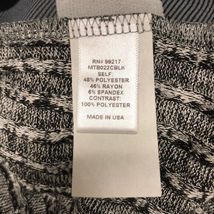 RN# 99217
MTB022CBLK
SELF:
48% POLYESTER
46% RAYON
6% SPANDEX
CONTRAST:
100% POLYESTER
MADE IN USA